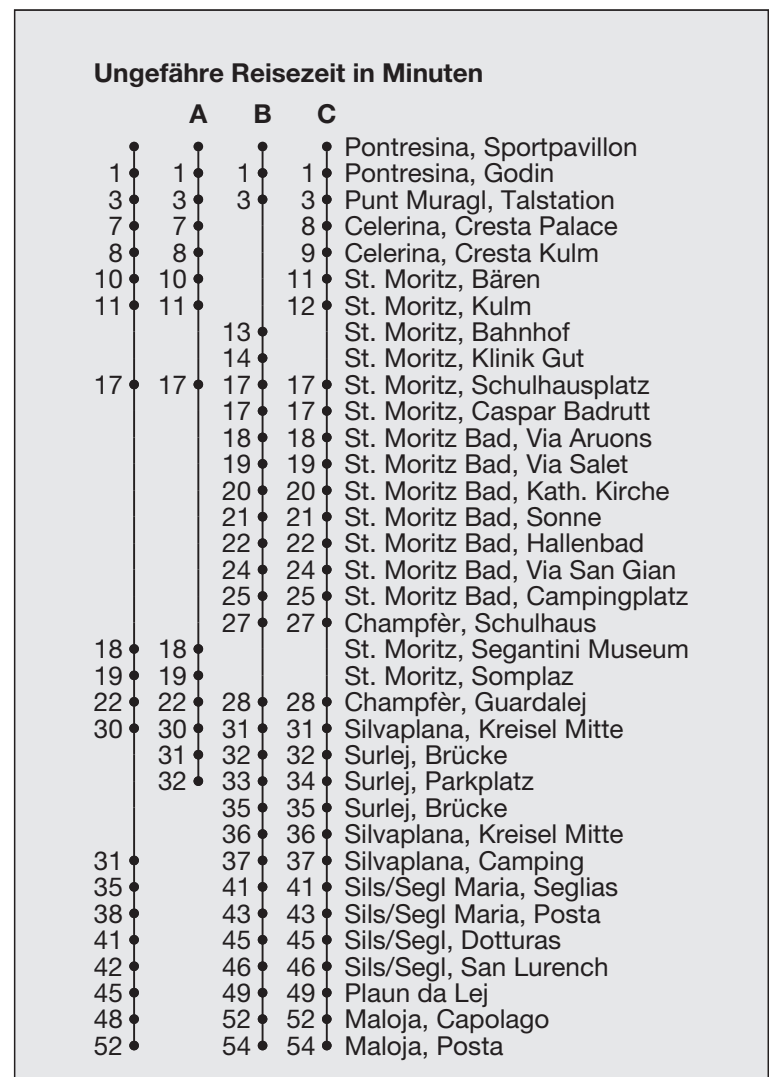 Ungefähre Reisezeit in Minuten
A B C
Pontresina, Sportpavillon
1 1 1 1 Pontresina, Godin
3 3 3 3 Punt Muragl, Talstation
7 7 8 Celerina, Cresta Palace
8 8 9 Celerina, Cresta Kulm
10 10 11 St. Moritz, Bären
11 11 12 St. Moritz, Kulm
13 St. Moritz, Bahnhof
14 St. Moritz, Klinik Gut
17 17 17 17 St. Moritz, Schulhausplatz
17 17 St. Moritz, Caspar Badrutt
18 18 St. Moritz Bad, Via Aruons
19 19 St. Moritz Bad, Via Salet
20 20 St. Moritz Bad, Kath. Kirche
21 21 St. Moritz Bad, Sonne
22 22 St. Moritz Bad, Hallenbad
24 24 St. Moritz Bad, Via San Gian
25 25 St. Moritz Bad, Campingplatz
27 27 Champfèr, Schulhaus
18 18 St. Moritz, Segantini Museum
19 19 St. Moritz, Somplaz
22 22 28 28 Champfèr, Guardalej
30 30 31 31 Silvaplana, Kreisel Mitte
31 32 32 Surlej, Brücke
32 33 34 Surlej, Parkplatz
35 35 Surlej, Brücke
36 36 Silvaplana, Kreisel Mitte
31 37 37 Silvaplana, Camping
35 41 41 Sils/Segl Maria, Seglias
38 43 43 Sils/Segl Maria, Posta
41 45 45 Sils/Segl, Dotturas
42 46 46 Sils/Segl, San Lurench
45 49 49 Plaun da Lej
48 52 52 Maloja, Capolago
52 54 54 Maloja, Posta